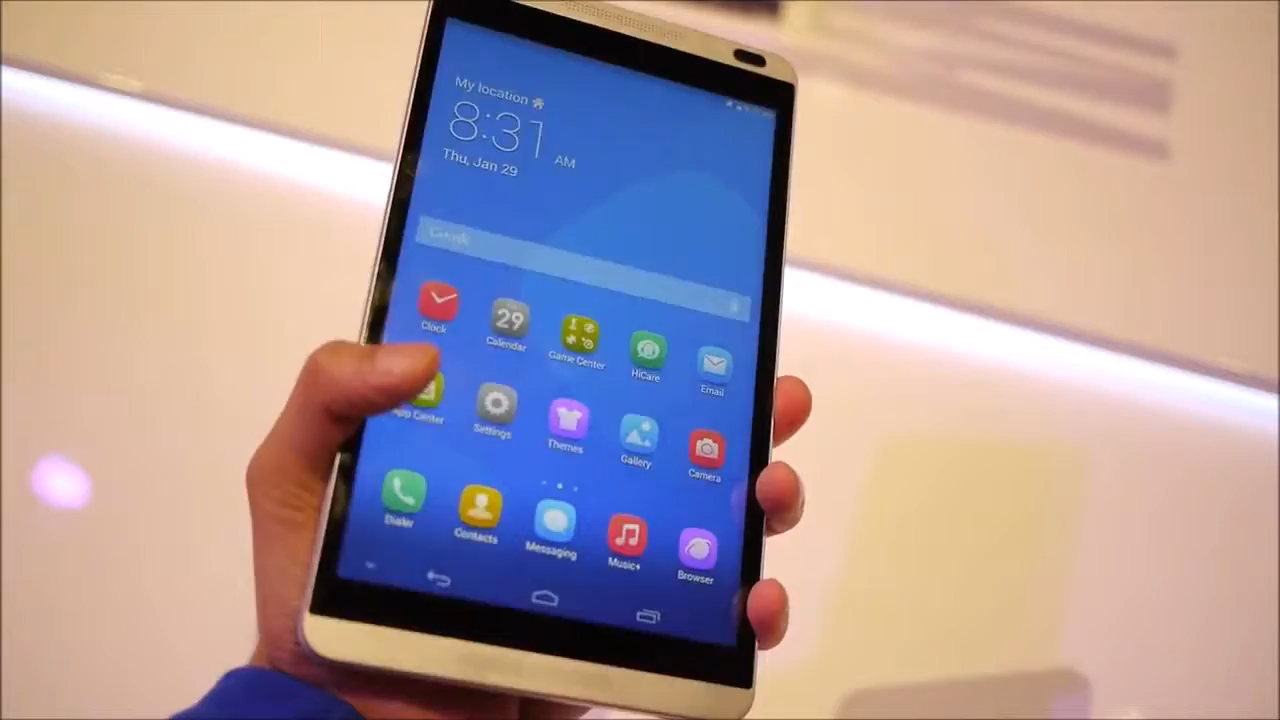 My location
8:31 AM
Thu, Jan 29
Google
Clock
29
Calendar
Game Center
HiCare
Email
App Center
Settings
Themes
Gallery
Camera
Dialer
Contacts
Messaging
Music+
Browser